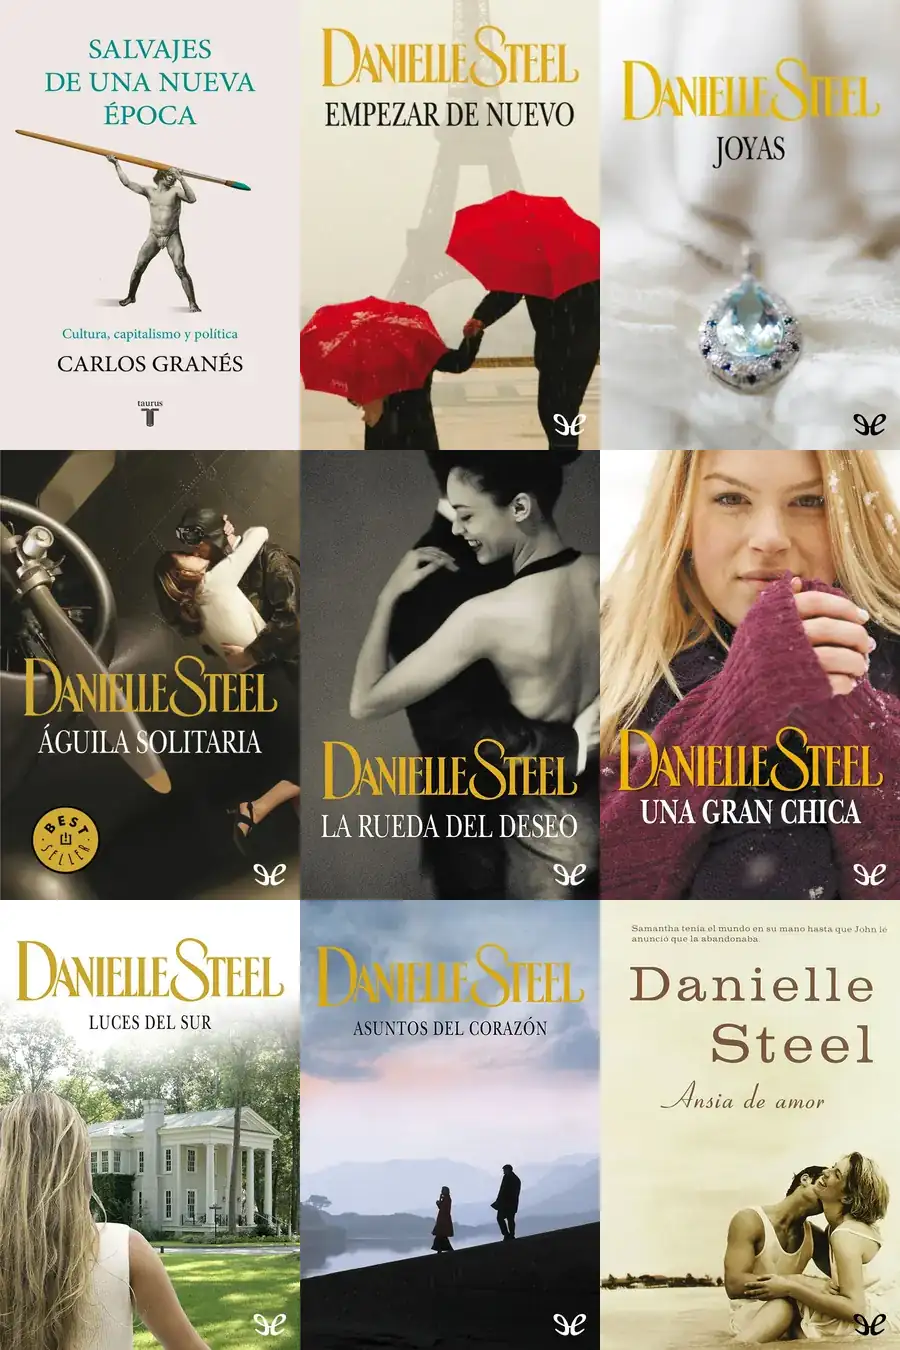 SALVAJES
DE UNA NUEVA
ÉPOCA
Cultura, capitalismo y política
CARLOS GRANÉS
taurus
DANIELLE STEEL
EMPEZAR DE NUEVO
DANIELLE STEEL
JOYAS
DANIELLE STEEL
ÁGUILA SOLITARIA
BEST
SELLER
DANIELLE STEEL
LA RUEDA DEL DESEO
DANIELLE STEEL
UNA GRAN CHICA
DANIELLE STEEL
LUCES DEL SUR
DANIELLE STEEL
ASUNTOS DEL CORAZÓN
Samantha tenía el mundo en su mano hasta que John le
anunció que la abandonaba.
Danielle
Steel
Ansia de amor